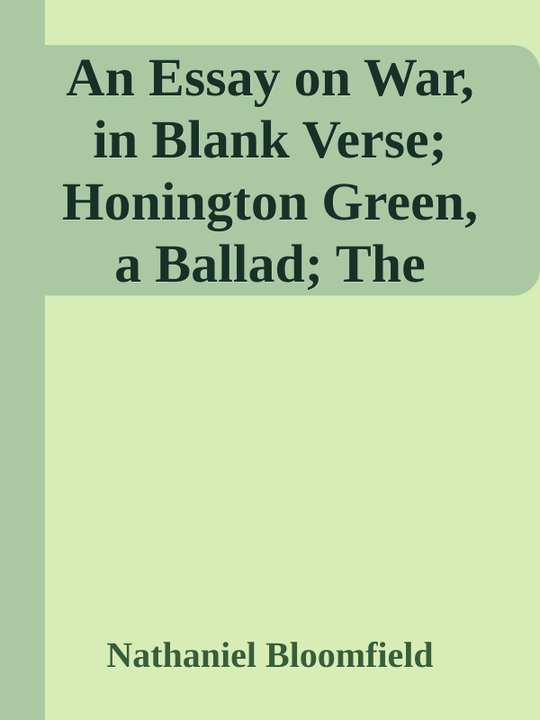 An Essay on War,
in Blank Verse;
Honington Green,
a Ballad; The
Nathaniel Bloomfield